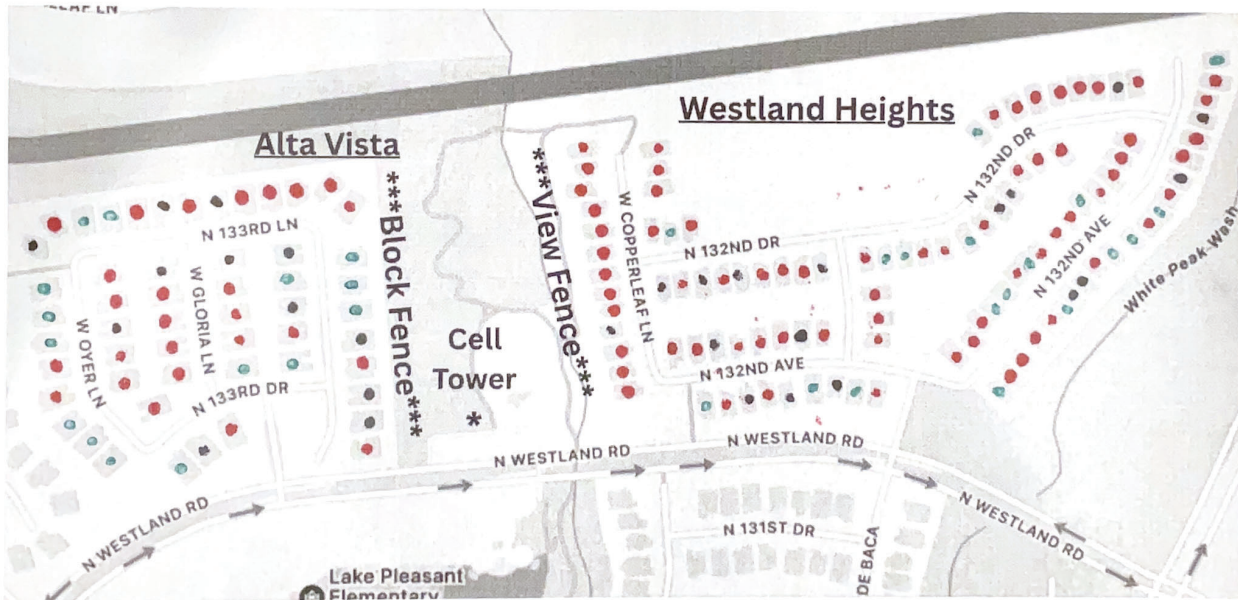 LN
Westland Heights
Alta Vista
***Block Fence***
***View Fence***
N 132ND DR
N 133RD LN
W COPPERLEAF LN
N 132ND DR
N 132ND AVE
White Peak Wash
W GLORIA LN
W OYER LN
Cell
Tower
*
N 132ND AVE
N 133RD DR
N WESTLAND RD
N WESTLAND RD
N WESTLAND RD
N WESTLAND RD
N 131ST DR
DE BACA
Lake Pleasant
Elementary